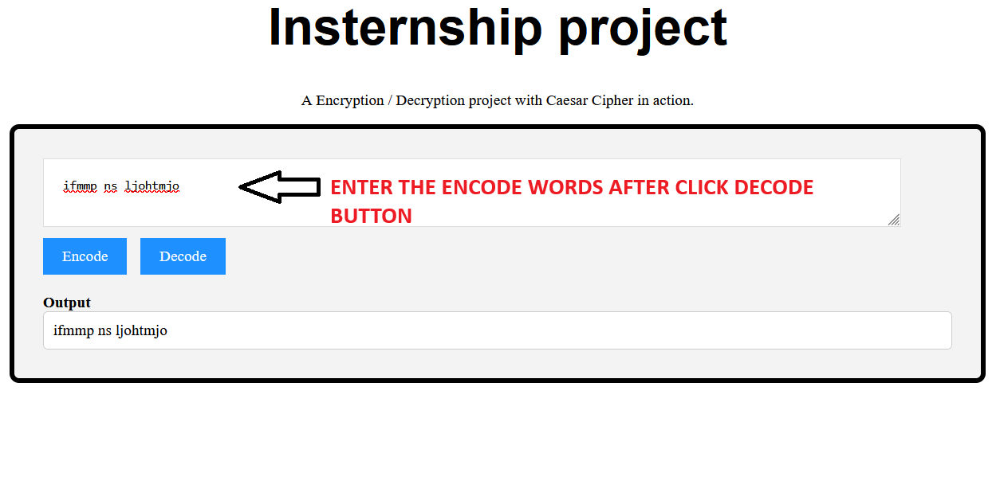 Insternship project
A Encryption / Decryption project with Caesar Cipher in action.
ifmmp ns ljohtmjo
ENTER THE ENCODE WORDS AFTER CLICK DECODE
BUTTON
Encode Decode
Output
ifmmp ns ljohtmjo